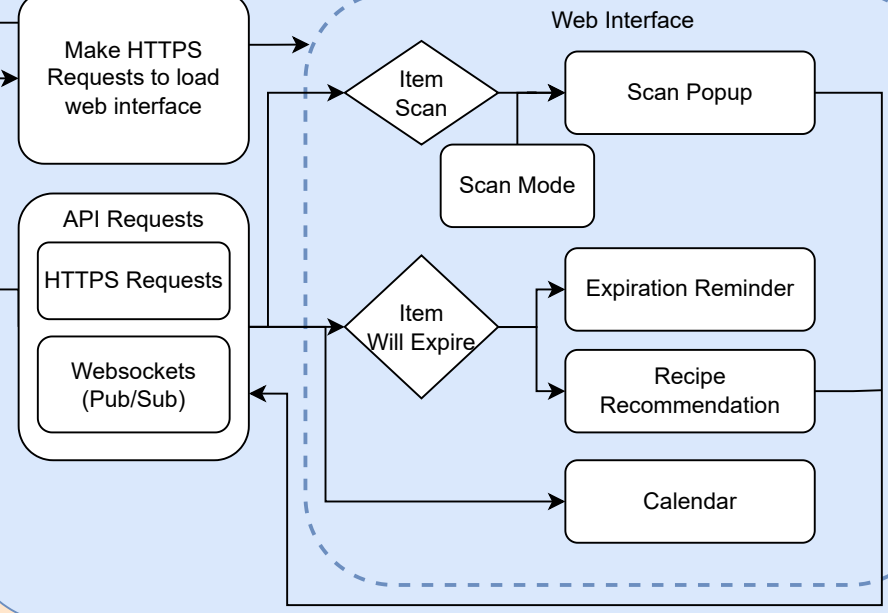 Web Interface
Make HTTPS
Requests to load
web interface
Item
Scan
Scan Popup
Scan Mode
API Requests
HTTPS Requests
Websockets
(Pub/Sub)
Item
Will Expire
Expiration Reminder
Recipe
Recommendation
Calendar